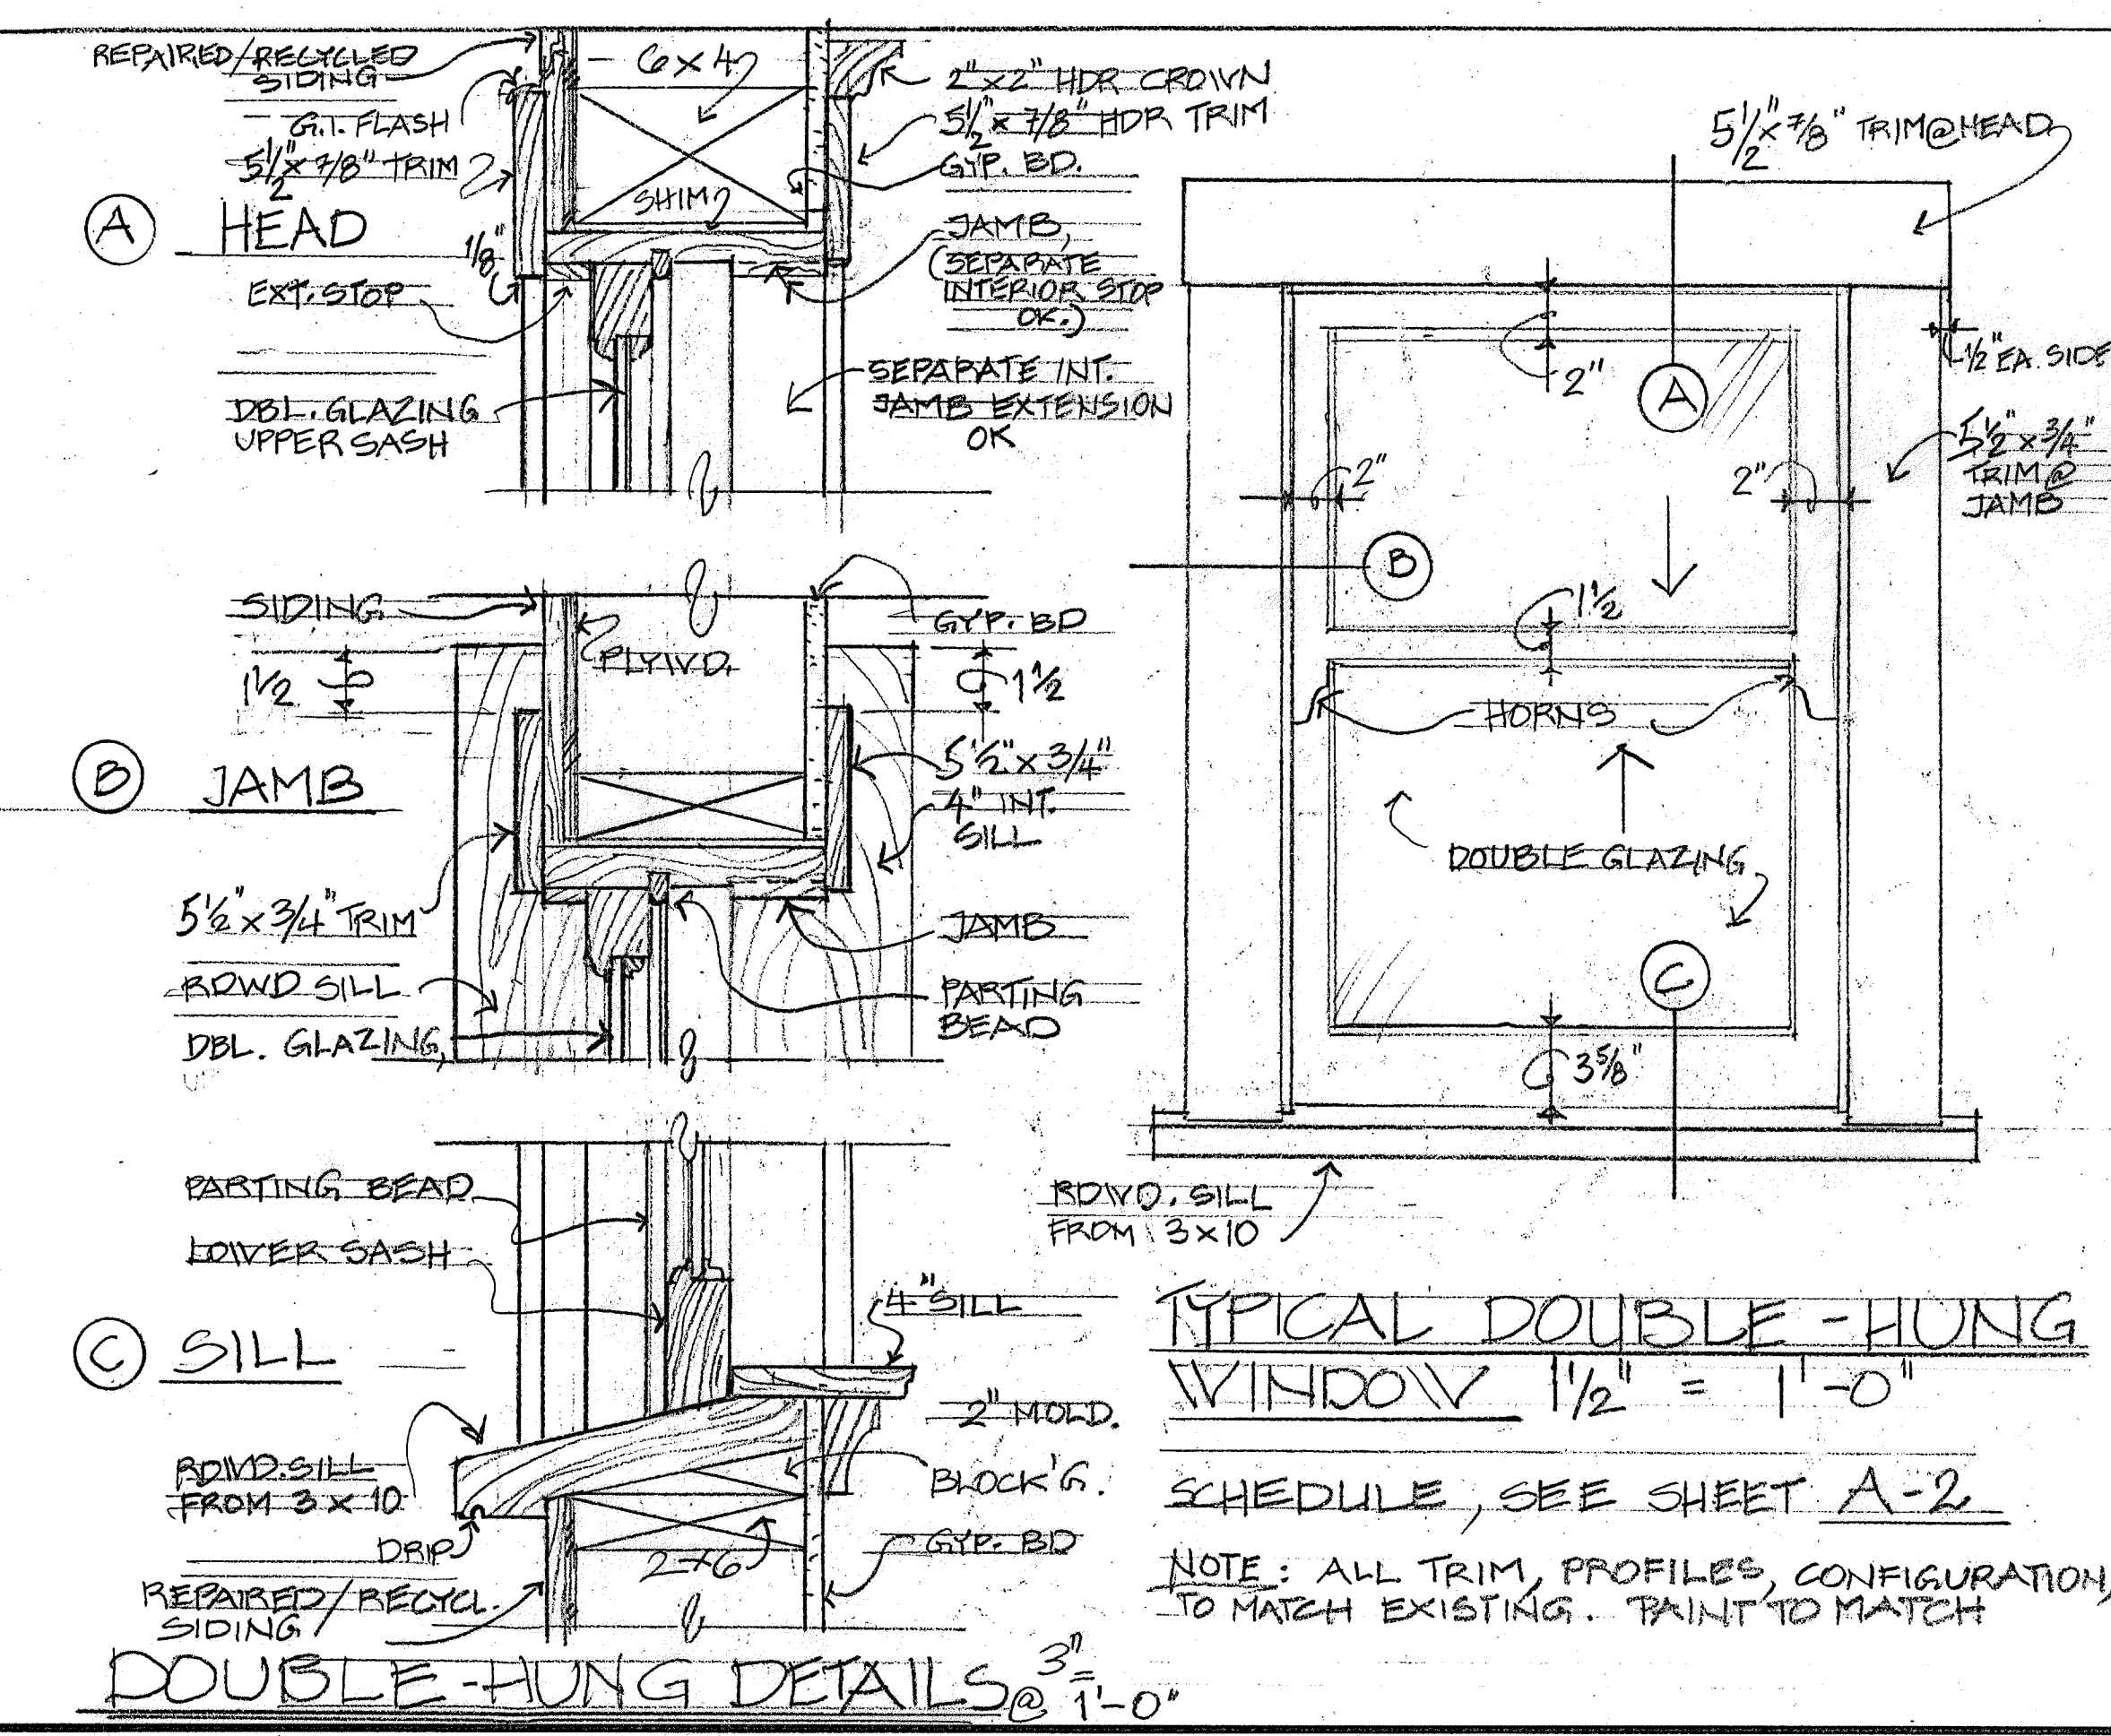 REPAIRED/RECYCLED
SIDING
G.I. FLASH
5 1/2" x 7/8" TRIM
A HEAD
1/8"
EXT. STOP
DBL. GLAZING
UPPER SASH
6 x 4
SHIM
2" x 2" HDR CROWN
5 1/2 x 7/8" HDR TRIM
GYP. BD.
JAMB,
(SEPARATE
INTERIOR STOP
OK.)
SEPARATE INT.
JAMB EXTENSION
OK
SIDING
PLYWD.
1 1/2
GYP. BD
1 1/2
B JAMB
5 1/2" x 3/4"
4" INT.
SILL
5 1/2" x 3/4" TRIM
RDWD SILL
DBL. GLAZING,
JAMB
PARTING
BEAD
PARTING BEAD
LOWER SASH
C SILL
4" SILL
2" MOLD.
RDWD. SILL
FROM 3 x 10
BLOCK'G.
DRIP
2x6
GYP. BD
REPAIRED/RECYCL.
SIDING
DOUBLE-HUNG DETAILS @ 3" = 1'-0"
5 1/2" x 7/8" TRIM @ HEAD
2"
A
1/2" EA. SIDE
2"
2"
5 1/2" x 3/4"
TRIM @
JAMB
B
1 1/2
HORNS
DOUBLE GLAZING
C
3 5/8"
RDWD. SILL
FROM 3 x 10
TYPICAL DOUBLE-HUNG
WINDOW 1 1/2" = 1'-0"
SCHEDULE, SEE SHEET A-2
NOTE: ALL TRIM, PROFILES, CONFIGURATION,
TO MATCH EXISTING. PAINT TO MATCH